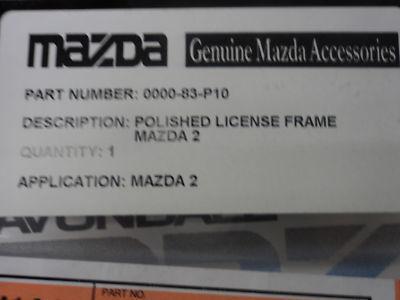 mazda Genuine Mazda Accessories
PART NUMBER: 0000-83-P10
DESCRIPTION: POLISHED LICENSE FRAME
MAZDA 2
QUANTITY: 1
APPLICATION: MAZDA 2
AVONDALE
PART NO.